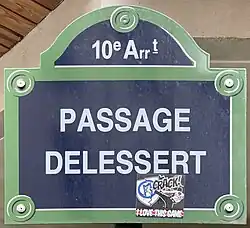 10e Arrt
PASSAGE
DELESSERT
CRACK!
I LOVE THIS GAME